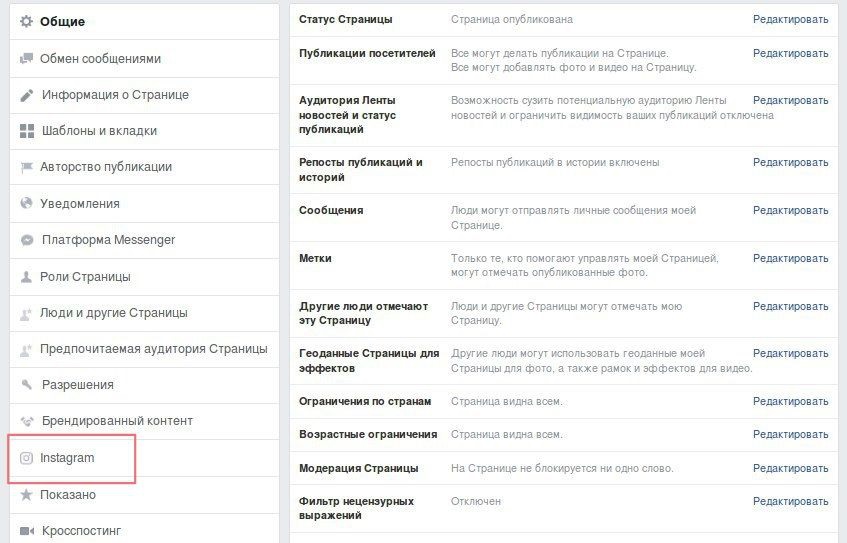 Общие
Обмен сообщениями
Информация о Странице
Шаблоны и вкладки
Авторство публикации
Уведомления
Платформа Messenger
Роли Страницы
Люди и другие Страницы
Предпочитаемая аудитория Страницы
Разрешения
Брендированный контент
Instagram
Показано
Кросспостинг
Статус Страницы Страница опубликована Редактировать
Публикации посетителей Все могут делать публикации на Странице. Редактировать
Все могут добавлять фото и видео на Страницу.
Аудитория Ленты Возможность сузить потенциальную аудиторию Ленты Редактировать
новостей и статус новостей и ограничить видимость ваших публикаций отключена
публикаций
Репосты публикаций и Репосты публикаций в истории включены Редактировать
историй
Сообщения Люди могут отправлять личные сообщения моей Редактировать
Странице.
Метки Только те, кто помогают управлять моей Страницей, Редактировать
могут отмечать опубликованные фото.
Другие люди отмечают Люди и другие Страницы могут отмечать мою Редактировать
эту Страницу Страницу.
Геоданные Страницы для Другие люди могут использовать геоданные моей Редактировать
эффектов Страницы для фото, а также рамок и эффектов для видео.
Ограничения по странам Страница видна всем. Редактировать
Возрастные ограничения Страница видна всем. Редактировать
Модерация Страницы На Странице не блокируется ни одно слово. Редактировать
Фильтр нецензурных Отключен Редактировать
выражений